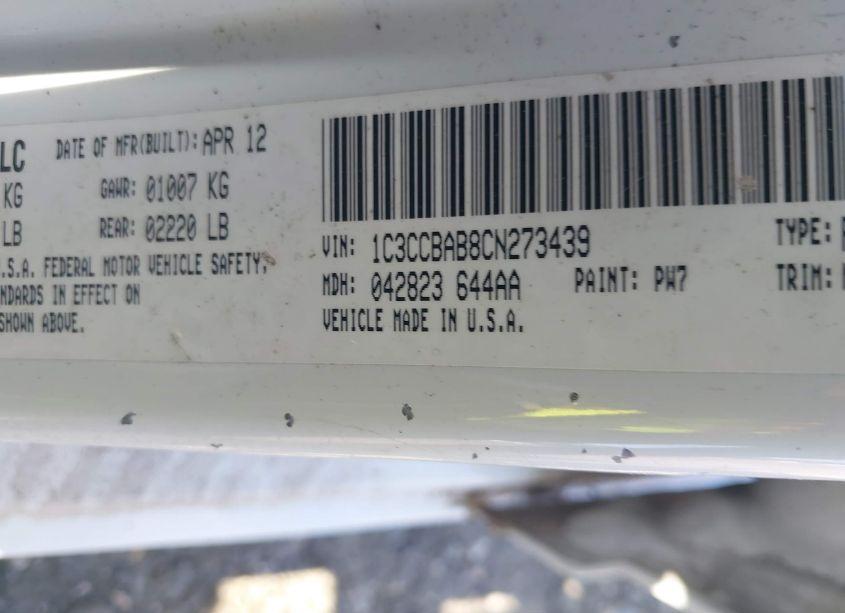 LC DATE OF MFR(BUILT): APR 12
KG GAWR: 01007 KG
LB REAR: 02220 LB
U.S.A. FEDERAL MOTOR VEHICLE SAFETY,
NDARDS IN EFFECT ON
SHOWN ABOVE.
VIN: 1C3CCBAB8CN273439 TYPE:
MDH: 042823 644AA PAINT: PW7 TRIM:
VEHICLE MADE IN U.S.A.